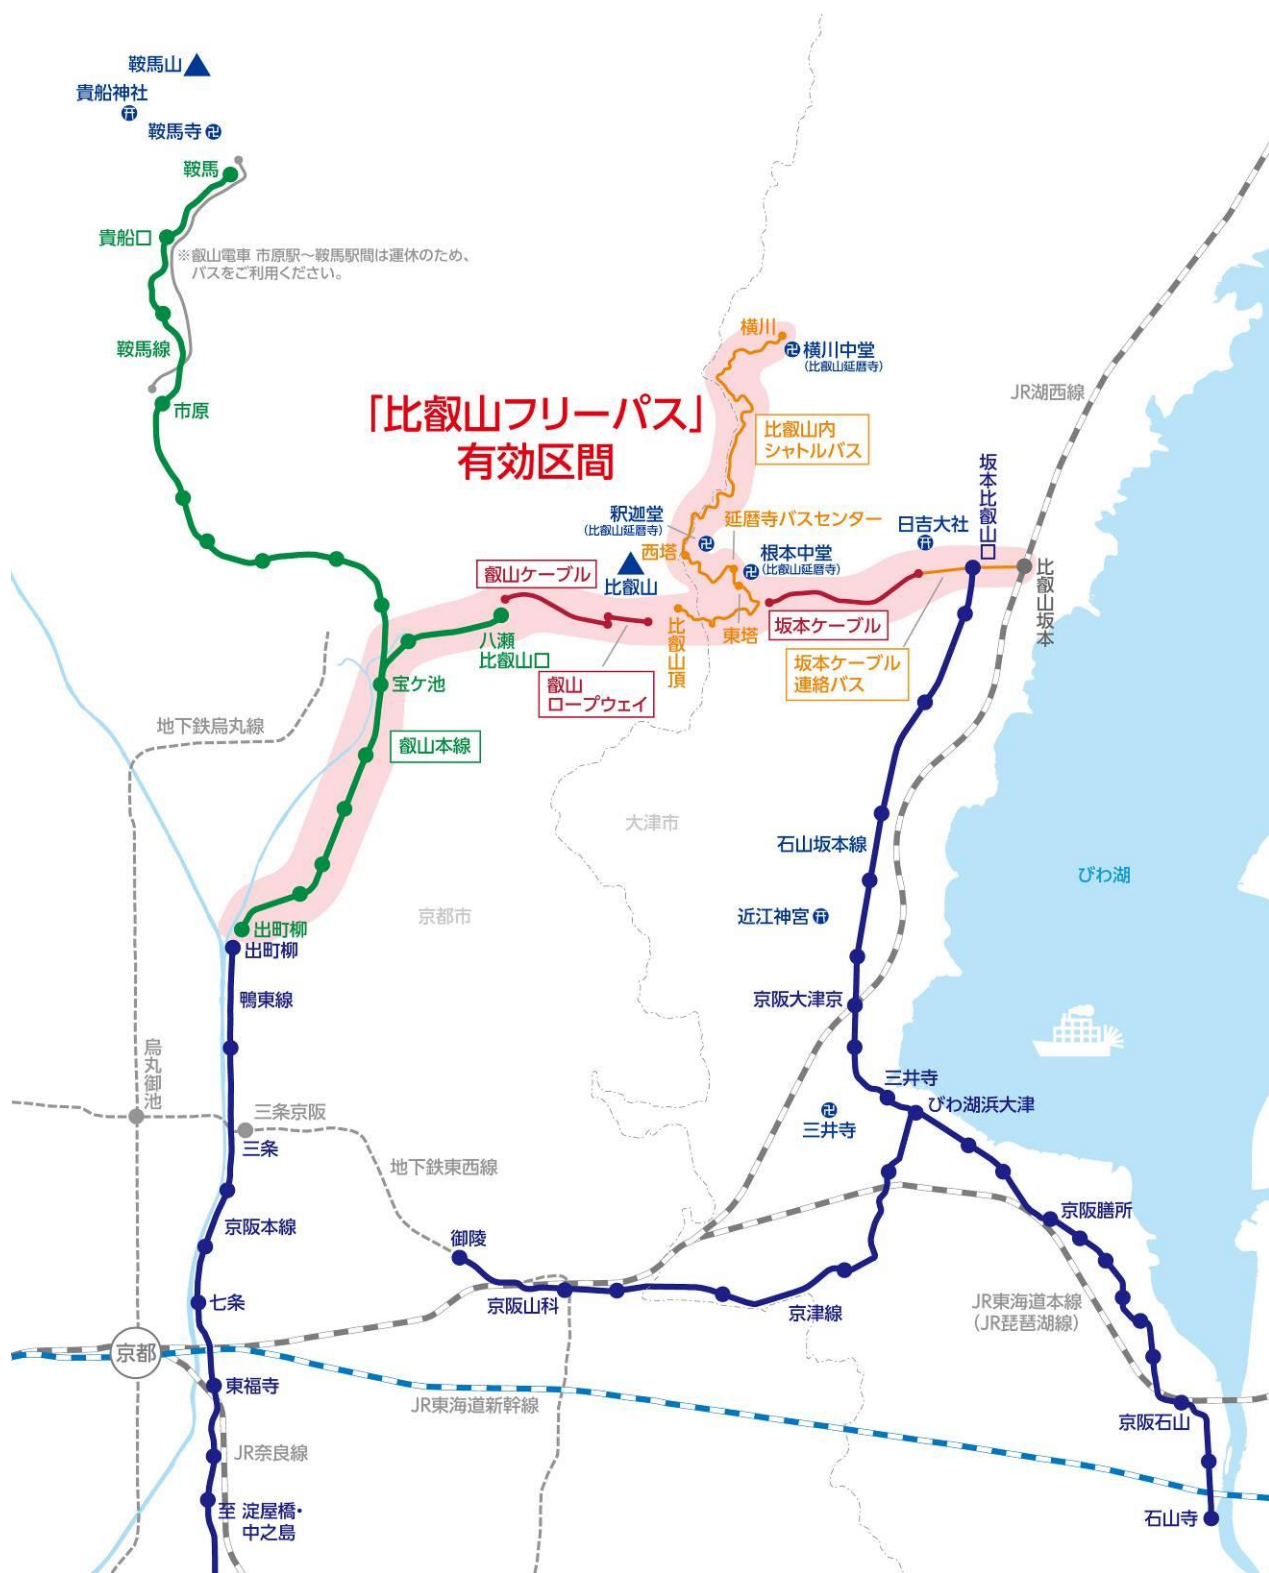 鞍馬山
貴船神社
鞍馬寺
鞍馬
貴船口
※叡山電車 市原駅～鞍馬駅間は運休のため、
バスをご利用ください。
鞍馬線
市原
「比叡山フリーパス」
有効区間
横川
横川中堂
(比叡山延暦寺)
比叡山内
シャトルバス
JR湖西線
坂本比叡山口
釈迦堂
(比叡山延暦寺)
延暦寺バスセンター
日吉大社
西塔
根本中堂
(比叡山延暦寺)
比叡山
叡山ケーブル
比叡山坂本
坂本ケーブル
東塔
比叡山頂
八瀬
比叡山口
叡山
ロープウェイ
坂本ケーブル
連絡バス
宝ケ池
地下鉄烏丸線
叡山本線
大津市
石山坂本線
びわ湖
京都市
近江神宮
出町柳
出町柳
鴨東線
京阪大津京
烏丸御池
三条京阪
三条
三井寺
びわ湖浜大津
三井寺
地下鉄東西線
京阪本線
御陵
京阪膳所
七条
京阪山科
京津線
JR東海道本線
(JR琵琶湖線)
京都
東福寺
JR東海道新幹線
京阪石山
JR奈良線
至 淀屋橋・
中之島
石山寺